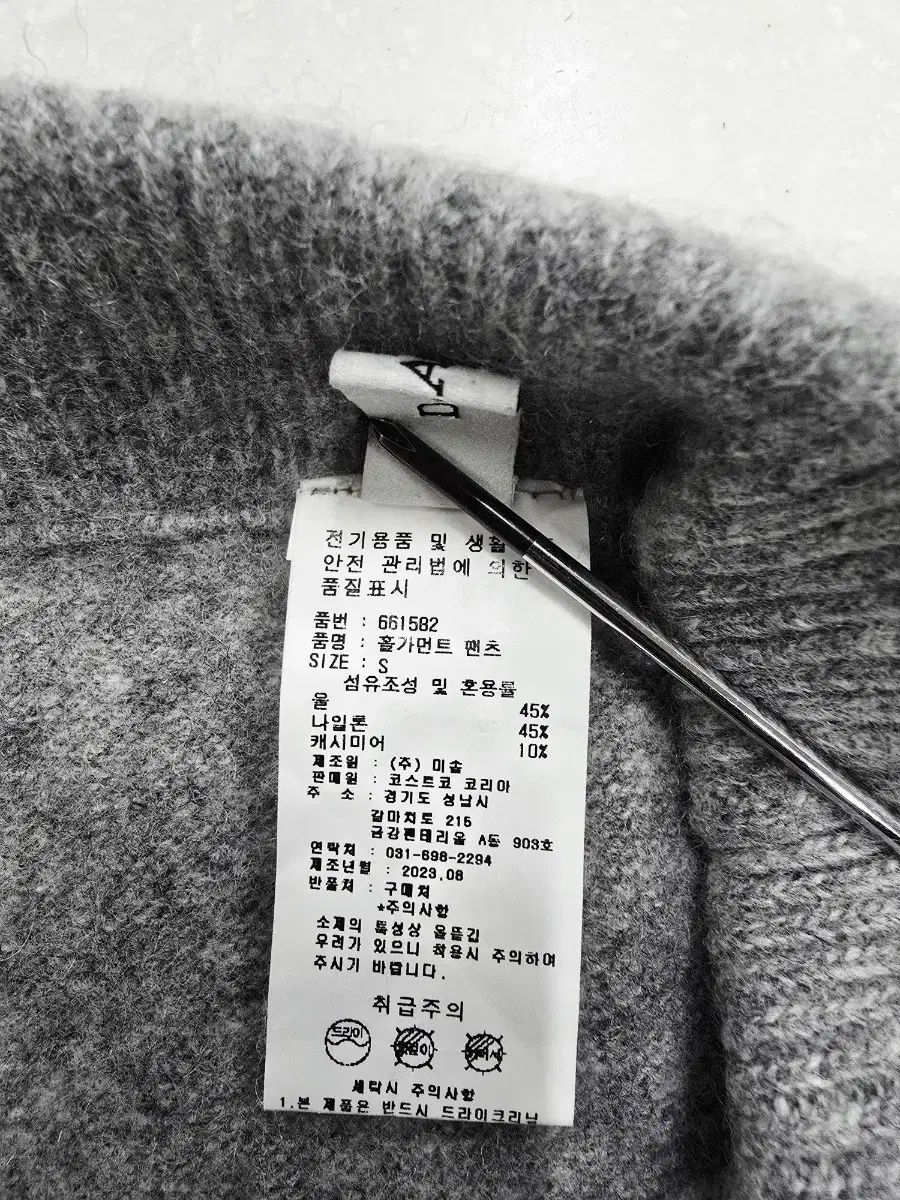 DA
전기용품 및 생활
안전 관리법에 의한
품질표시
품번 : 661582
품명 : 홀가먼트 팬츠
SIZE : S
섬유조성 및 혼용률
울 45%
나일론 45%
캐시미어 10%
제조원 : (주) 미솔
판매원 : 코스트코 코리아
주 소 : 경기도 성남시
갈마치로 215
금강펜테리움 A동 903호
연락처 : 031-698-2294
제조년월 : 2023.08
반품처 : 구매처
*주의사항
소재의 특성상 올뜯김
우려가 있으니 착용시 주의하여
주시기 바랍니다.
취급주의
드라이
세탁시 주의사항
1.본 제품은 반드시 드라이크리닝